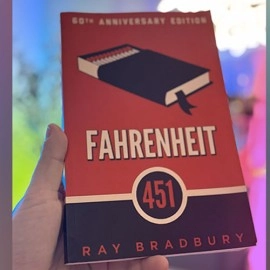 60TH ANNIVERSARY EDITION
FAHRENHEIT
451
RAY BRADBURY